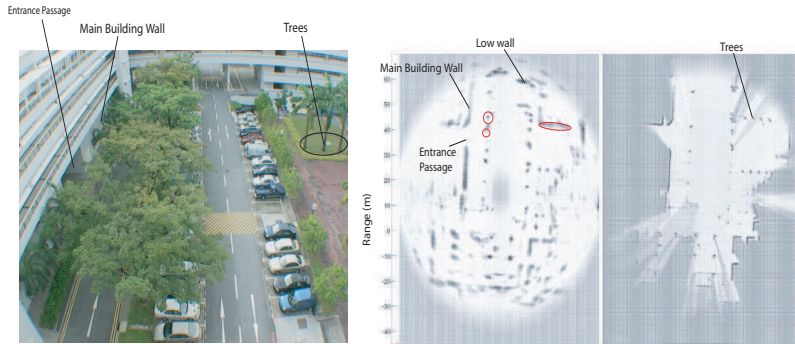 Entrance Passage
Main Building Wall
Trees
Low wall
Main Building Wall
Trees
Entrance
Passage
Range (m)
60
50
40
30
20
10
0
-10
-20
-30
-40